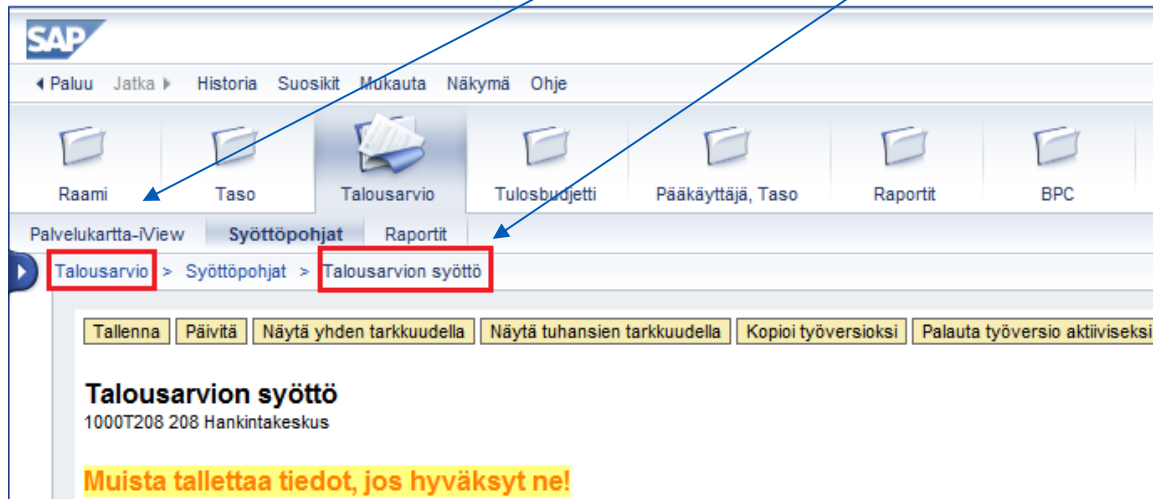 SAP
Paluu Jatka Historia Suosikit Mukauta Näkymä Ohje
Raami Taso Talousarvio Tulosbudjetti Pääkäyttäjä, Taso Raportit BPC
Palvelukartta-iView Syöttöpohjat Raportit
Talousarvio > Syöttöpohjat > Talousarvion syöttö
Tallenna Päivitä Näytä yhden tarkkuudella Näytä tuhansien tarkkuudella Kopioi työversioksi Palauta työversio aktiiviseksi
Talousarvion syöttö
1000T208 208 Hankintakeskus
Muista tallettaa tiedot, jos hyväksyt ne!